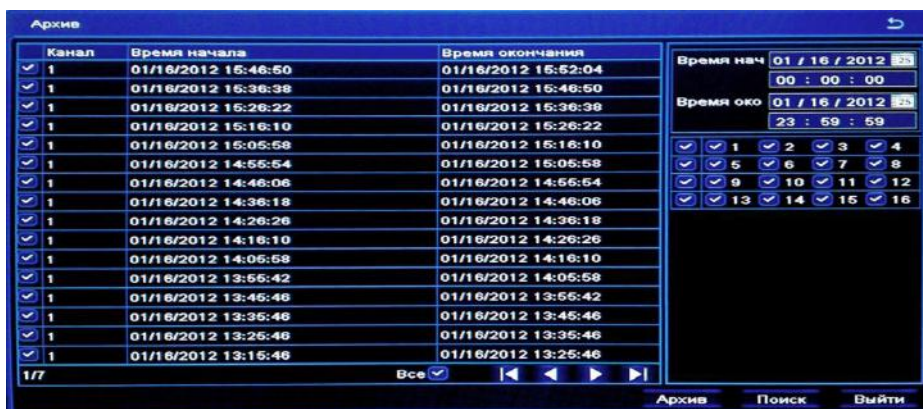 Архив
Канал Время начала Время окончания
1 01/16/2012 15:46:50 01/16/2012 15:52:04
1 01/16/2012 15:36:38 01/16/2012 15:46:50
1 01/16/2012 15:26:22 01/16/2012 15:36:38
1 01/16/2012 15:16:10 01/16/2012 15:26:22
1 01/16/2012 15:05:58 01/16/2012 15:16:10
1 01/16/2012 14:55:54 01/16/2012 15:05:58
1 01/16/2012 14:46:06 01/16/2012 14:55:54
1 01/16/2012 14:36:18 01/16/2012 14:46:06
1 01/16/2012 14:26:26 01/16/2012 14:36:18
1 01/16/2012 14:16:10 01/16/2012 14:26:26
1 01/16/2012 14:05:58 01/16/2012 14:16:10
1 01/16/2012 13:55:42 01/16/2012 14:05:58
1 01/16/2012 13:45:46 01/16/2012 13:55:42
1 01/16/2012 13:35:46 01/16/2012 13:45:46
1 01/16/2012 13:25:46 01/16/2012 13:35:46
1 01/16/2012 13:15:46 01/16/2012 13:25:46
1/7 Все
Время нач 01 / 16 / 2012 25
00 : 00 : 00
Время око 01 / 16 / 2012 25
23 : 59 : 59
1 2 3 4
5 6 7 8
9 10 11 12
13 14 15 16
Архив Поиск Выйти